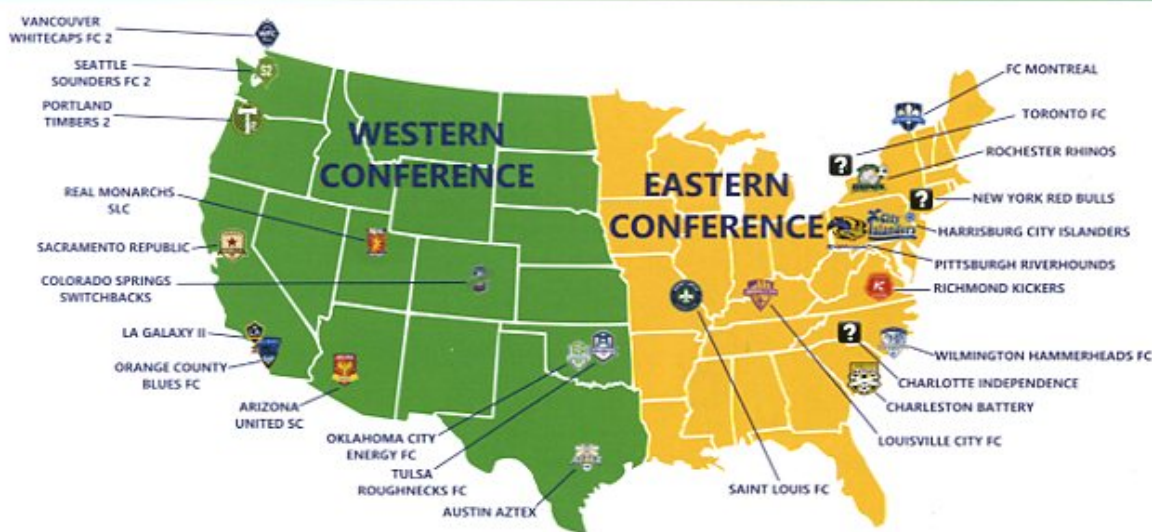 VANCOUVER
WHITECAPS FC 2
SEATTLE
SOUNDERS FC 2
PORTLAND
TIMBERS 2
REAL MONARCHS
SLC
SACRAMENTO REPUBLIC
COLORADO SPRINGS
SWITCHBACKS
LA GALAXY II
ORANGE COUNTY
BLUES FC
ARIZONA
UNITED SC
OKLAHOMA CITY
ENERGY FC
TULSA
ROUGHNECKS FC
AUSTIN AZTEX
WESTERN
CONFERENCE
EASTERN
CONFERENCE
FC MONTREAL
TORONTO FC
?
ROCHESTER RHINOS
?
NEW YORK RED BULLS
City
Islanders
HARRISBURG CITY ISLANDERS
PITTSBURGH RIVERHOUNDS
RICHMOND KICKERS
?
WILMINGTON HAMMERHEADS FC
CHARLOTTE INDEPENDENCE
CHARLESTON BATTERY
LOUISVILLE CITY FC
SAINT LOUIS FC
S2